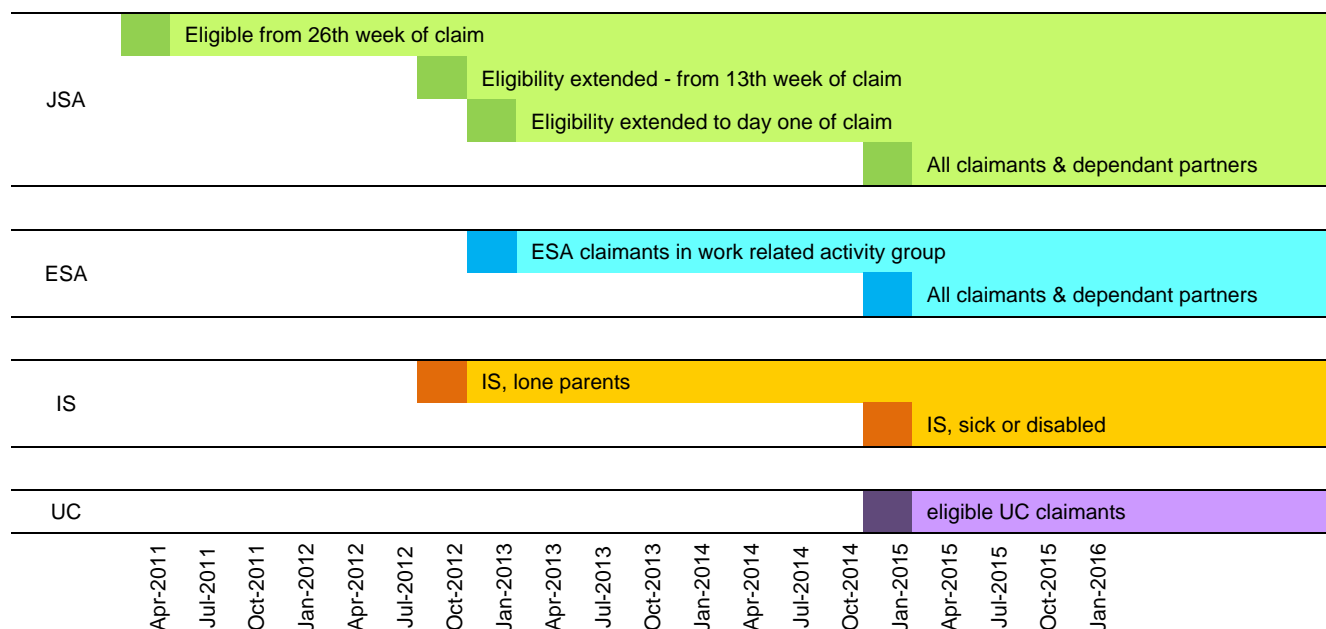 Eligible from 26th week of claim
JSA
Eligibility extended - from 13th week of claim
Eligibility extended to day one of claim
All claimants & dependant partners
ESA claimants in work related activity group
ESA
All claimants & dependant partners
IS, lone parents
IS
IS, sick or disabled
UC
eligible UC claimants
Apr-2011
Jul-2011
Oct-2011
Jan-2012
Apr-2012
Jul-2012
Oct-2012
Jan-2013
Apr-2013
Jul-2013
Oct-2013
Jan-2014
Apr-2014
Jul-2014
Oct-2014
Jan-2015
Apr-2015
Jul-2015
Oct-2015
Jan-2016